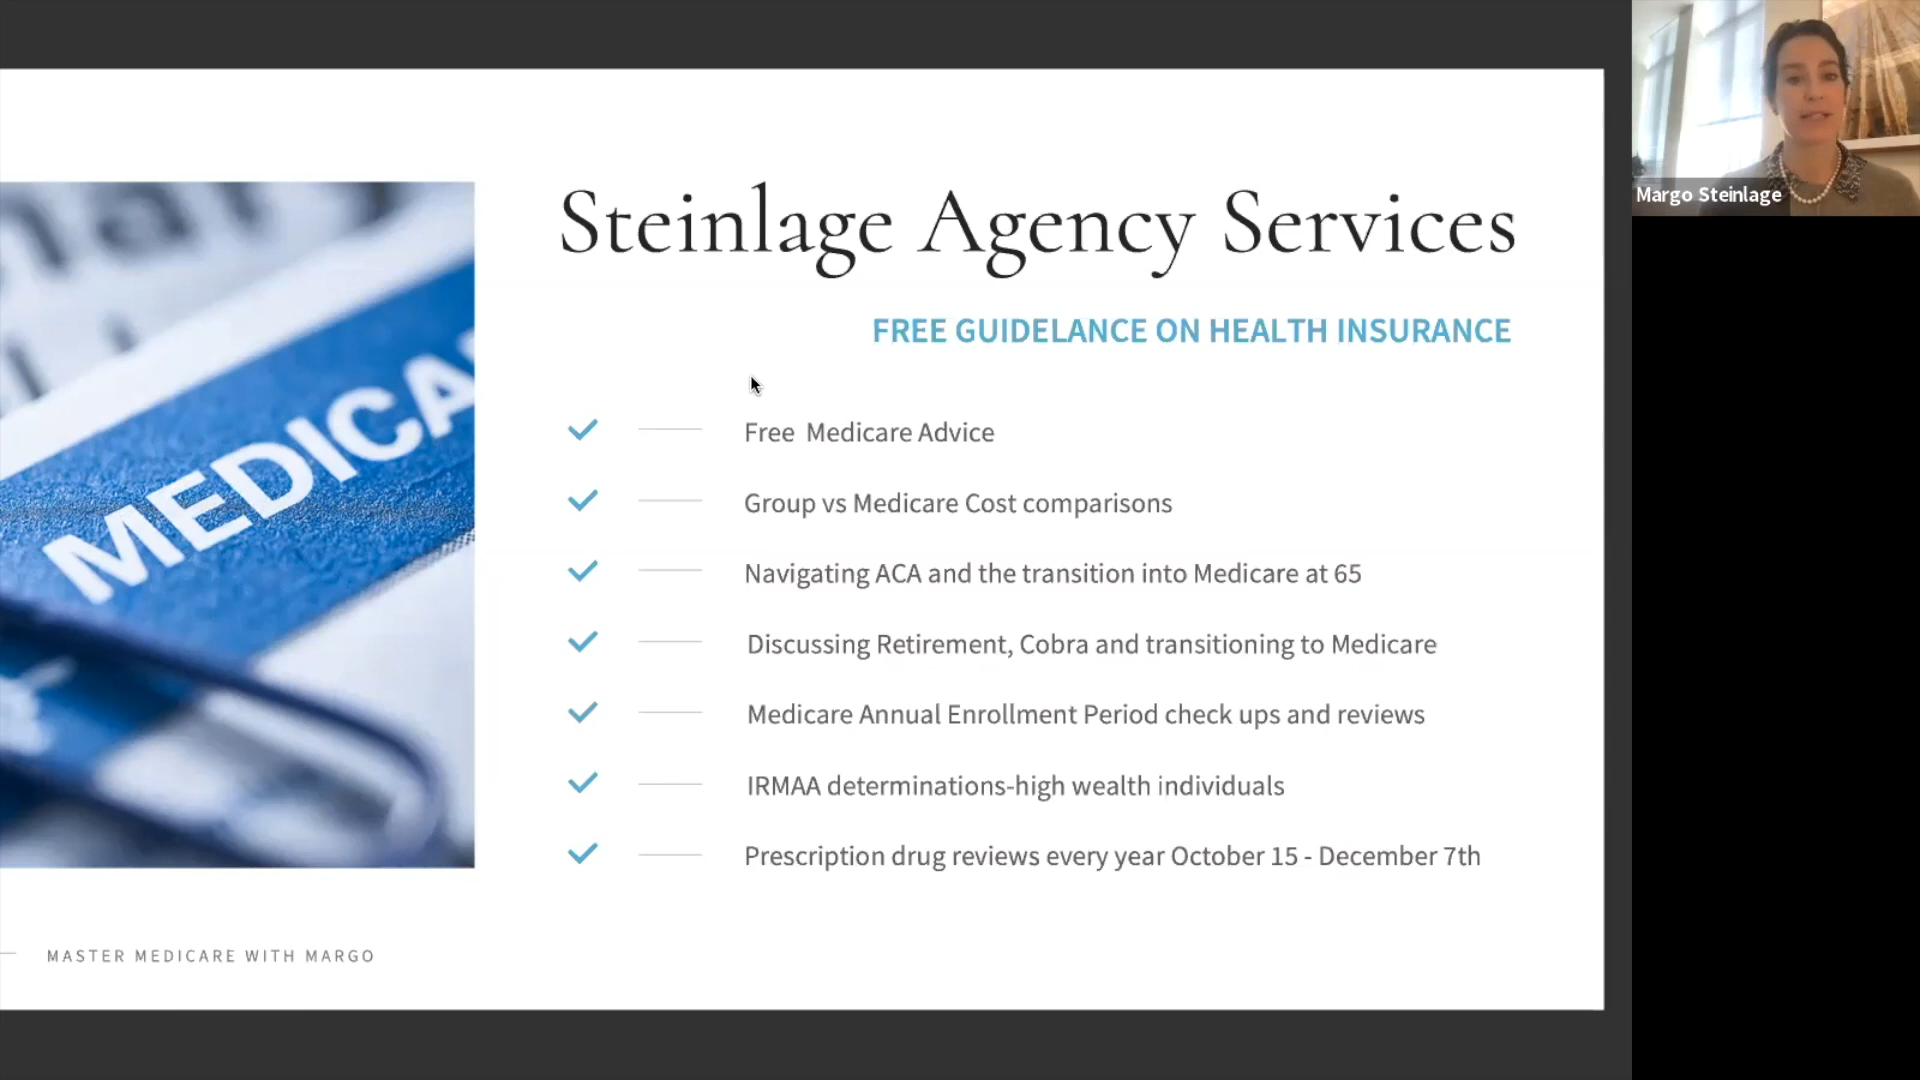 Steinlage Agency Services
FREE GUIDELANCE ON HEALTH INSURANCE
Free Medicare Advice
Group vs Medicare Cost comparisons
Navigating ACA and the transition into Medicare at 65
Discussing Retirement, Cobra and transitioning to Medicare
Medicare Annual Enrollment Period check ups and reviews
IRMAA determinations-high wealth individuals
Prescription drug reviews every year October 15 - December 7th
MEDICA
MASTER MEDICARE WITH MARGO
Margo Steinlage